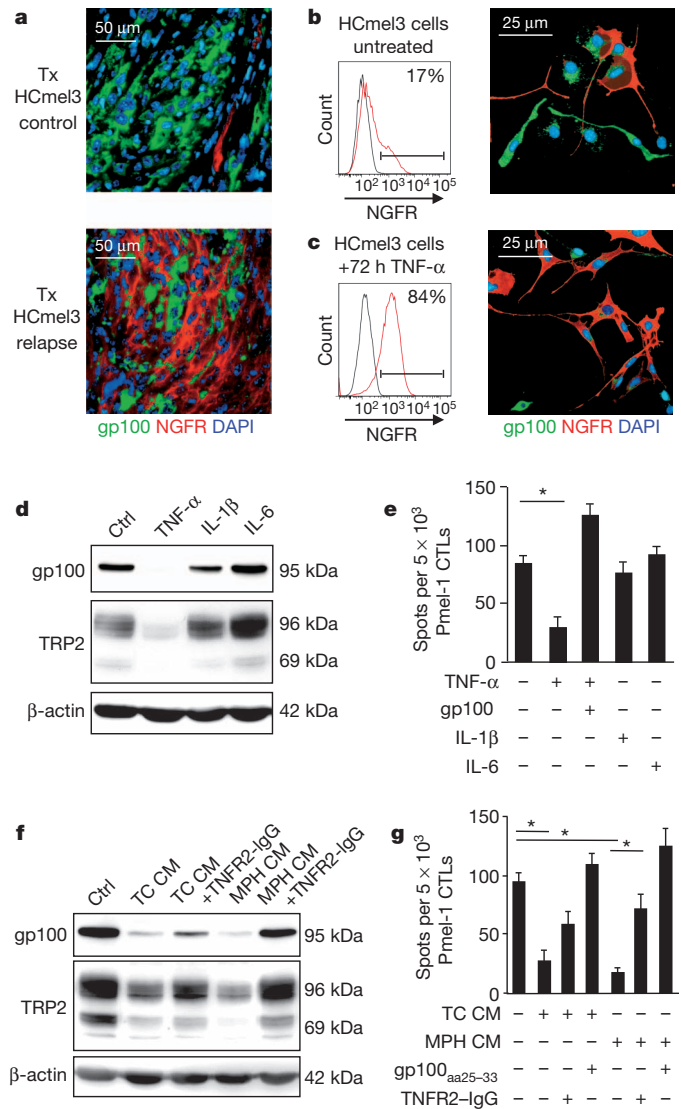 a
50 µm
Tx
HCmel3
control
50 µm
Tx
HCmel3
relapse
gp100 NGFR DAPI
b
HCmel3 cells
untreated
17%
Count
10² 10³ 10⁴ 10⁵
NGFR
25 µm
c
HCmel3 cells
+72 h TNF-α
84%
Count
10² 10³ 10⁴ 10⁵
NGFR
25 µm
gp100 NGFR DAPI
d
Ctrl
TNF-α
IL-1β
IL-6
gp100
95 kDa
TRP2
96 kDa
69 kDa
β-actin
42 kDa
e
Spots per 5 × 10³
Pmel-1 CTLs
150
100
50
0
*
TNF-α – + + – –
gp100 – – + – –
IL-1β – – – + –
IL-6 – – – – +
f
Ctrl
TC CM
TC CM
+TNFR2-IgG
MPH CM
MPH CM
+TNFR2-IgG
gp100
95 kDa
TRP2
96 kDa
69 kDa
β-actin
42 kDa
g
Spots per 5 × 10³
Pmel-1 CTLs
150
100
50
0
* * *
TC CM – + + + – – –
MPH CM – – – – + + +
gp100aa25–33 – – – + – – +
TNFR2–IgG – – + – – + –